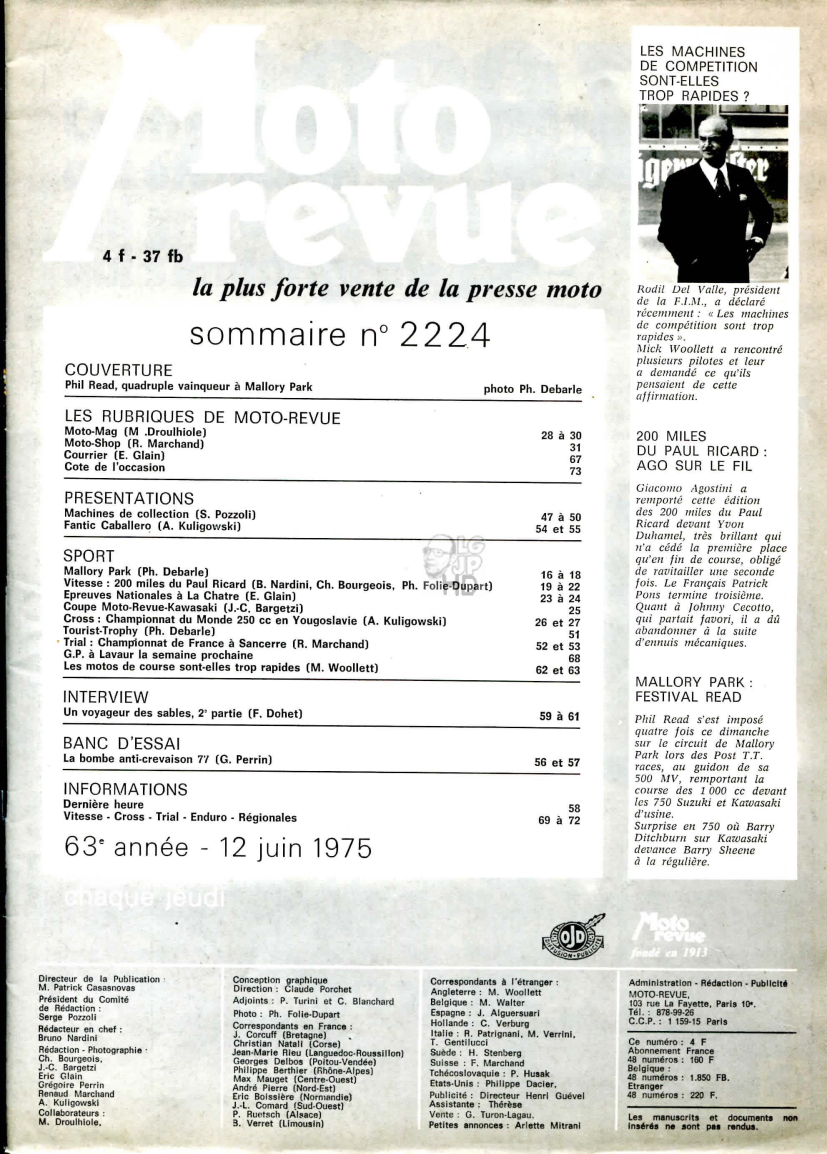 Moto
revue
4 f - 37 fb
la plus forte vente de la presse moto
sommaire n° 2224
COUVERTURE
Phil Read, quadruple vainqueur à Mallory Park photo Ph. Debarle
LES RUBRIQUES DE MOTO-REVUE
Moto-Mag (M .Droulhiole) 28 à 30
Moto-Shop (R. Marchand) 31
Courrier (E. Glain) 67
Cote de l'occasion 73
PRESENTATIONS
Machines de collection (S. Pozzoli) 47 à 50
Fantic Caballero (A. Kuligowski) 54 et 55
SPORT
Mallory Park (Ph. Debarle) 16 à 18
Vitesse : 200 miles du Paul Ricard (B. Nardini, Ch. Bourgeois, Ph. Folie-Dupart) 19 à 22
Epreuves Nationales à La Chatre (E. Glain) 23 à 24
Coupe Moto-Revue-Kawasaki (J.-C. Bargetzi) 25
Cross : Championnat du Monde 250 cc en Yougoslavie (A. Kuligowski) 26 et 27
Tourist-Trophy (Ph. Debarle) 51
Trial : Championnat de France à Sancerre (R. Marchand) 52 et 53
G.P. à Lavaur la semaine prochaine 68
Les motos de course sont-elles trop rapides (M. Woollett) 62 et 63
INTERVIEW
Un voyageur des sables, 2e partie (F. Dohet) 59 à 61
BANC D'ESSAI
La bombe anti-crevaison 77 (G. Perrin) 56 et 57
INFORMATIONS
Dernière heure 58
Vitesse - Cross - Trial - Enduro - Régionales 69 à 72
63e année - 12 juin 1975
chaque jeudi
LES MACHINES
DE COMPETITION
SONT-ELLES
TROP RAPIDES ?
Rodil Del Valle, président
de la F.I.M., a déclaré
récemment : « Les machines
de compétition sont trop
rapides ».
Mick Woollett a rencontré
plusieurs pilotes et leur
a demandé ce qu'ils
pensaient de cette
affirmation.
200 MILES
DU PAUL RICARD :
AGO SUR LE FIL
Giacomo Agostini a
remporté cette édition
des 200 miles du Paul
Ricard devant Yvon
Duhamel, très brillant qui
n'a cédé la première place
qu'en fin de course, obligé
de ravitailler une seconde
fois. Le Français Patrick
Pons termine troisième.
Quant à Johnny Cecotto,
qui partait favori, il a dû
abandonner à la suite
d'ennuis mécaniques.
MALLORY PARK :
FESTIVAL READ
Phil Read s'est imposé
quatre fois ce dimanche
sur le circuit de Mallory
Park lors des Post T.T.
races, au guidon de sa
500 MV, remportant la
course des 1 000 cc devant
les 750 Suzuki et Kawasaki
d'usine.
Surprise en 750 où Barry
Ditchburn sur Kawasaki
devance Barry Sheene
à la régulière.
OJD
DIFFUSION PUBLICITE
Moto
revue
fondé en 1913
Directeur de la Publication :
M. Patrick Casasnovas
Président du Comité
de Rédaction :
Serge Pozzoli
Rédacteur en chef :
Bruno Nardini
Rédaction - Photographie :
Ch. Bourgeois,
J.-C. Bargetzi
Eric Glain
Grégoire Perrin
Renaud Marchand
A. Kuligowski
Collaborateurs :
M. Droulhiole,
Conception graphique
Direction : Claude Porchet
Adjoints : P. Turini et C. Blanchard
Photo : Ph. Folie-Dupart
Correspondants en France :
J. Corcuff (Bretagne)
Christian Natali (Corse)
Jean-Marie Rieu (Languedoc-Roussillon)
Georges Delbos (Poitou-Vendée)
Philippe Berthier (Rhône-Alpes)
Max Mauget (Centre-Ouest)
André Pierre (Nord-Est)
Eric Boissière (Normandie)
J.-L. Comard (Sud-Ouest)
P. Ruetsch (Alsace)
B. Verret (Limousin)
Correspondants à l'étranger :
Angleterre : M. Woollett
Belgique : M. Walter
Espagne : J. Alguersuari
Hollande : C. Verburg
Italie : R. Patrignani, M. Verrini,
T. Gentilucci
Suède : H. Stenberg
Suisse : F. Marchand
Tchécoslovaquie : P. Husak
Etats-Unis : Philippe Dacier,
Publicité : Directeur Henri Guével
Assistante : Thérèse
Vente : G. Turon-Lagau,
Petites annonces : Arlette Mitrani
Administration - Rédaction - Publicité
MOTO-REVUE,
103 rue La Fayette, Paris 10e.
Tél. : 878-99-26
C.C.P. : 1 159-15 Paris
Ce numéro : 4 F
Abonnement France
48 numéros : 160 F
Belgique :
48 numéros : 1.850 FB.
Etranger
48 numéros : 220 F.
Les manuscrits et documents non
insérés ne sont pas rendus.